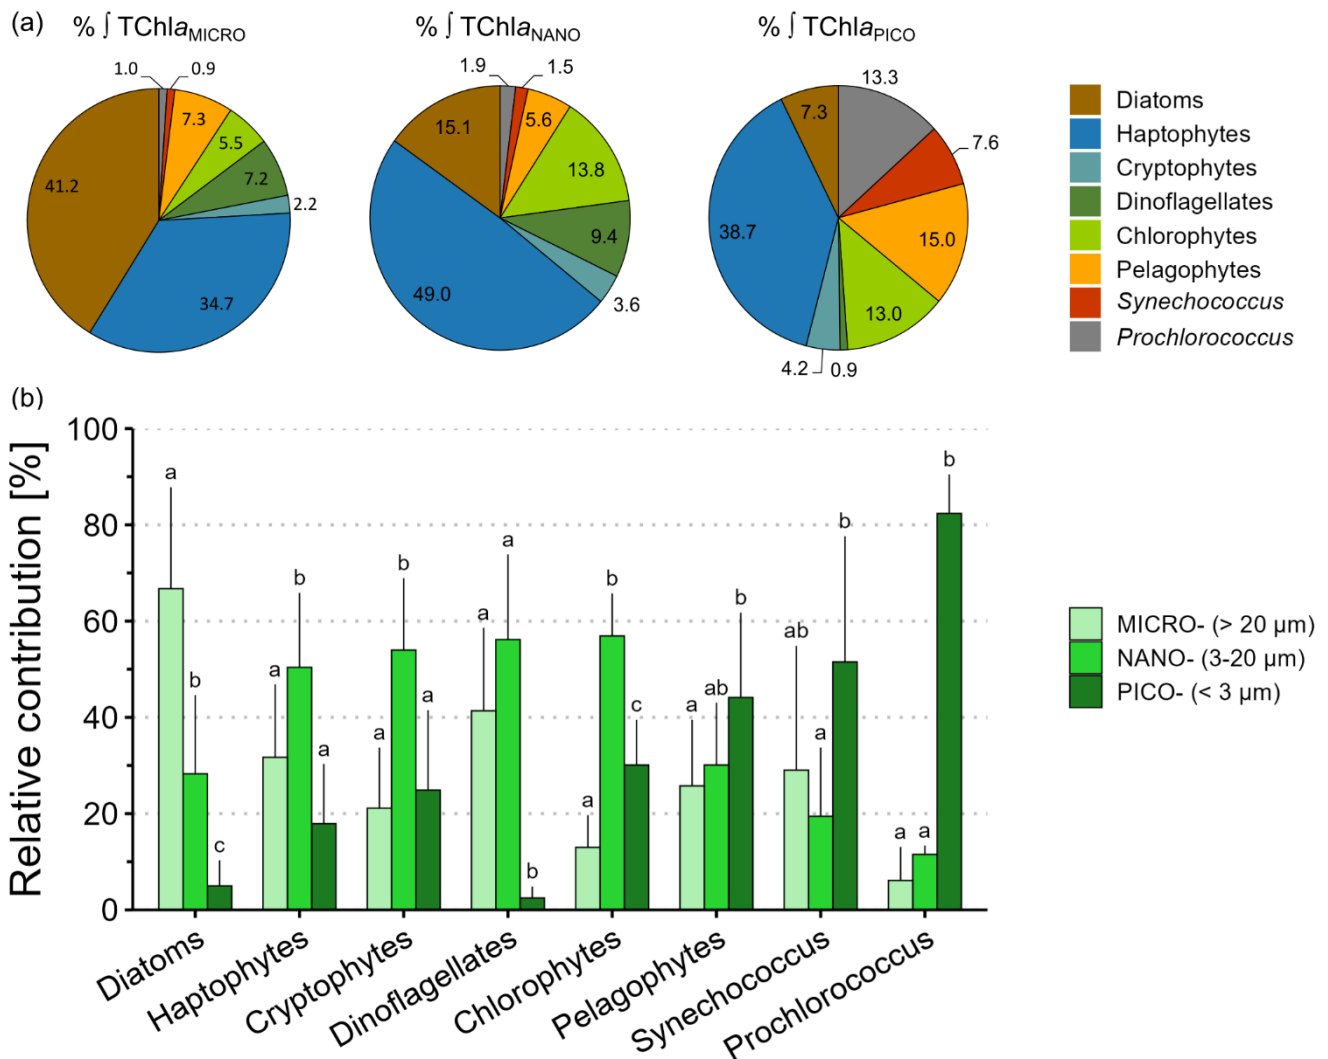 (a)
% ∫ TChlaMICRO
% ∫ TChlaNANO
% ∫ TChlaPICO
1.0
0.9
7.3
5.5
7.2
2.2
34.7
41.2
1.9
1.5
5.6
13.8
9.4
3.6
49.0
15.1
13.3
7.6
15.0
13.0
0.9
4.2
38.7
7.3
Diatoms
Haptophytes
Cryptophytes
Dinoflagellates
Chlorophytes
Pelagophytes
Synechococcus
Prochlorococcus
(b)
Relative contribution [%]
100
80
60
40
20
0
a
b
c
a
b
a
a
b
a
a
a
b
a
b
c
a
ab
b
ab
a
b
a
a
b
Diatoms
Haptophytes
Cryptophytes
Dinoflagellates
Chlorophytes
Pelagophytes
Synechococcus
Prochlorococcus
MICRO- (> 20 µm)
NANO- (3-20 µm)
PICO- (< 3 µm)